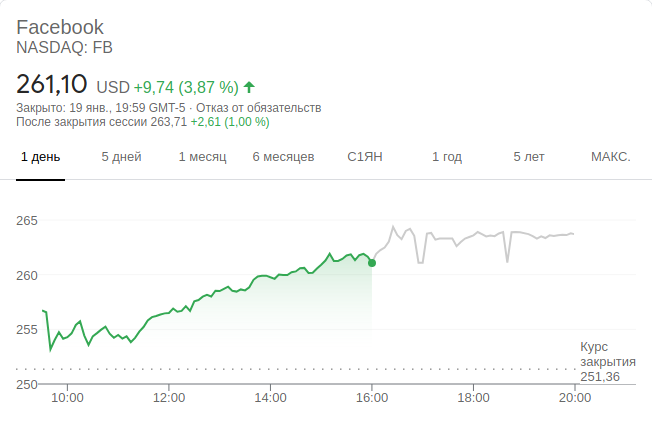 Facebook
NASDAQ: FB
261,10 USD +9,74 (3,87 %)
Закрыто: 19 янв., 19:59 GMT-5 · Отказ от обязательств
После закрытия сессии 263,71 +2,61 (1,00 %)
1 день 5 дней 1 месяц 6 месяцев С1ЯН 1 год 5 лет МАКС.
265
260
255
Курс
закрытия
251,36
250
10:00 12:00 14:00 16:00 18:00 20:00